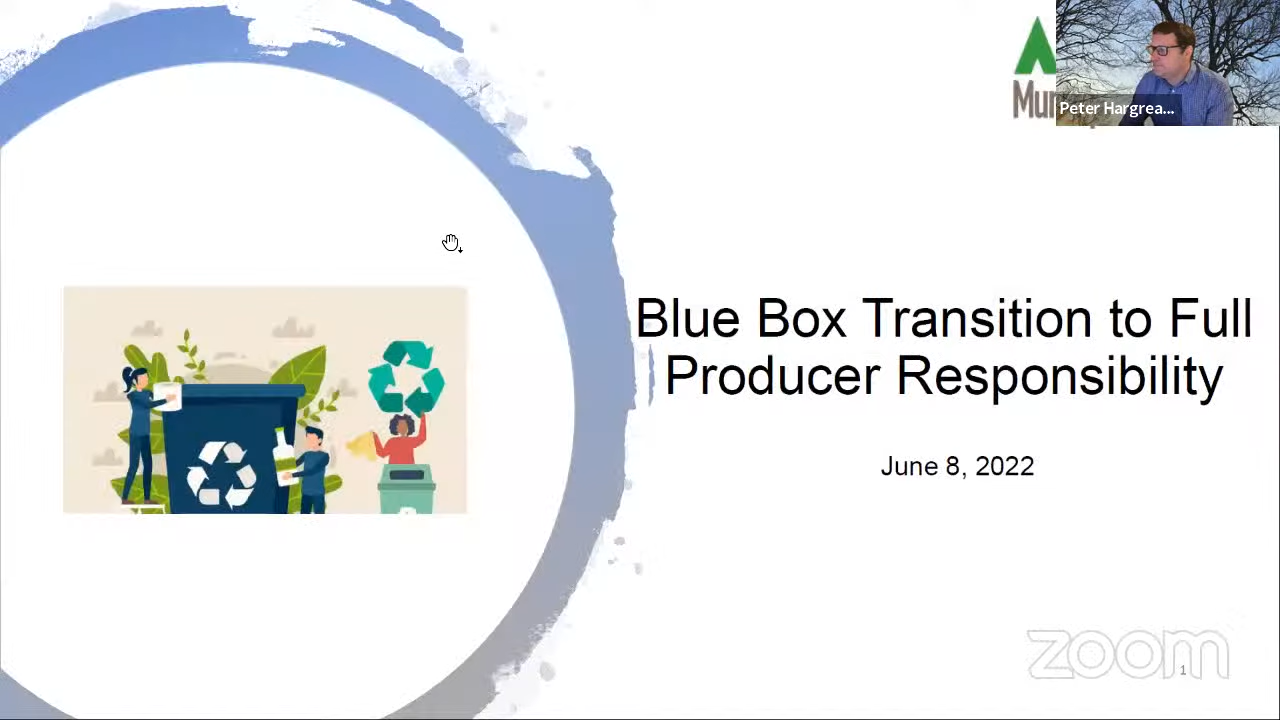 Peter Hargrea...
Blue Box Transition to Full
Producer Responsibility
June 8, 2022
zoom
1